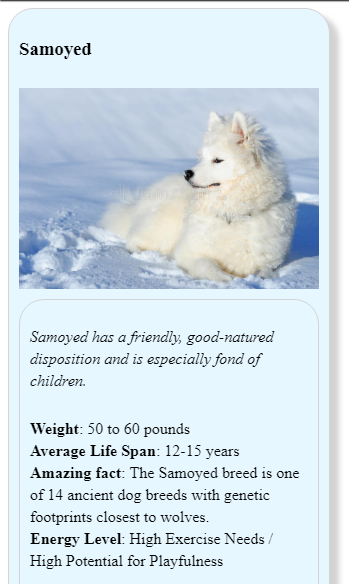 Samoyed
Samoyed has a friendly, good-natured
disposition and is especially fond of
children.
Weight: 50 to 60 pounds
Average Life Span: 12-15 years
Amazing fact: The Samoyed breed is one
of 14 ancient dog breeds with genetic
footprints closest to wolves.
Energy Level: High Exercise Needs /
High Potential for Playfulness